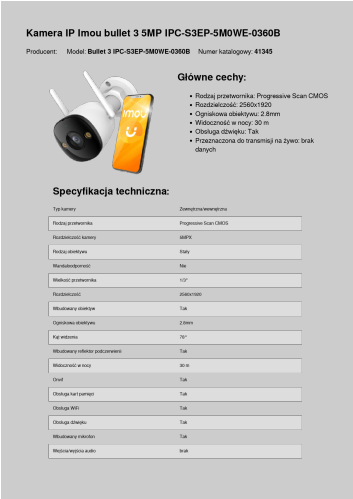 Kamera IP Imou bullet 3 5MP IPC-S3EP-5M0WE-0360B
Producent: Model: Bullet 3 IPC-S3EP-5M0WE-0360B Numer katalogowy: 41345
imou
Główne cechy:
Rodzaj przetwornika: Progressive Scan CMOS
Rozdzielczość: 2560x1920
Ogniskowa obiektywu: 2.8mm
Widoczność w nocy: 30 m
Obsługa dźwięku: Tak
Przeznaczona do transmisji na żywo: brak
danych
Specyfikacja techniczna:
Typ kamery Zewnętrzna/wewnętrzna
Rodzaj przetwornika Progressive Scan CMOS
Rozdzielczość kamery 5MPX
Rodzaj obiektywu Stały
Wandaloodporność Nie
Wielkość przetwornika 1/3"
Rozdzielczość 2560x1920
Wbudowany obiektyw Tak
Ogniskowa obiektywu 2.8mm
Kąt widzenia 76°
Wbudowany reflektor podczerwieni Tak
Widoczność w nocy 30 m
Onvif Tak
Obsługa kart pamięci Tak
Obsługa WiFi Tak
Obsługa dźwięku Tak
Wbudowany mikrofon Tak
Wejścia/wyjścia audio brak